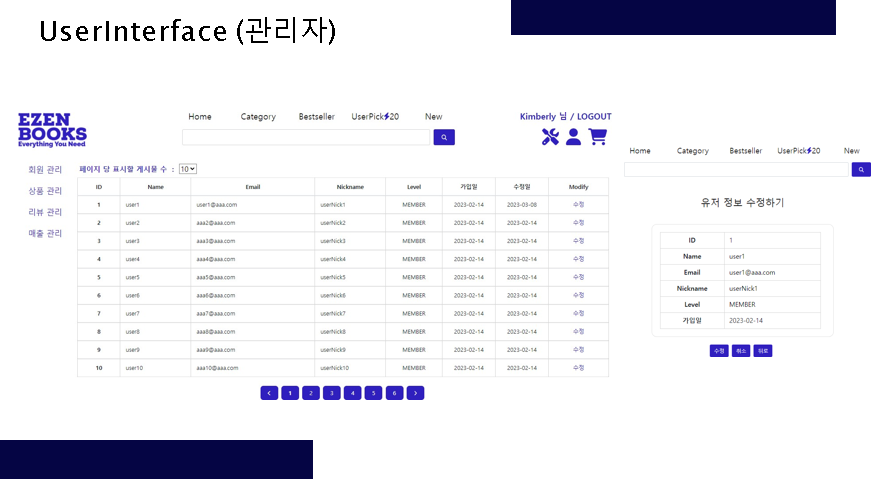 UserInterface (관리자)
EZEN
BOOKS
Everything You Need
Home Category Bestseller UserPick⚡20 New
Kimberly 님 / LOGOUT
회원 관리
상품 관리
리뷰 관리
매출 관리
페이지 당 표시할 게시물 수 : 10
ID Name Email Nickname Level 가입일 수정일 Modify
1 user1 user1@aaa.com userNick1 MEMBER 2023-02-14 2023-03-08 수정
2 user2 aaa2@aaa.com userNick2 MEMBER 2023-02-14 2023-02-14 수정
3 user3 aaa3@aaa.com userNick3 MEMBER 2023-02-14 2023-02-14 수정
4 user4 aaa4@aaa.com userNick4 MEMBER 2023-02-14 2023-02-14 수정
5 user5 aaa5@aaa.com userNick5 MEMBER 2023-02-14 2023-02-14 수정
6 user6 aaa6@aaa.com userNick6 MEMBER 2023-02-14 2023-02-14 수정
7 user7 aaa7@aaa.com userNick7 MEMBER 2023-02-14 2023-02-14 수정
8 user8 aaa8@aaa.com userNick8 MEMBER 2023-02-14 2023-02-14 수정
9 user9 aaa9@aaa.com userNick9 MEMBER 2023-02-14 2023-02-14 수정
10 user10 aaa10@aaa.com userNick10 MEMBER 2023-02-14 2023-02-14 수정
< 1 2 3 4 5 6 >
Home Category Bestseller UserPick⚡20 New
유저 정보 수정하기
ID 1
Name user1
Email user1@aaa.com
Nickname userNick1
Level MEMBER
가입일 2023-02-14
수정 취소 뒤로